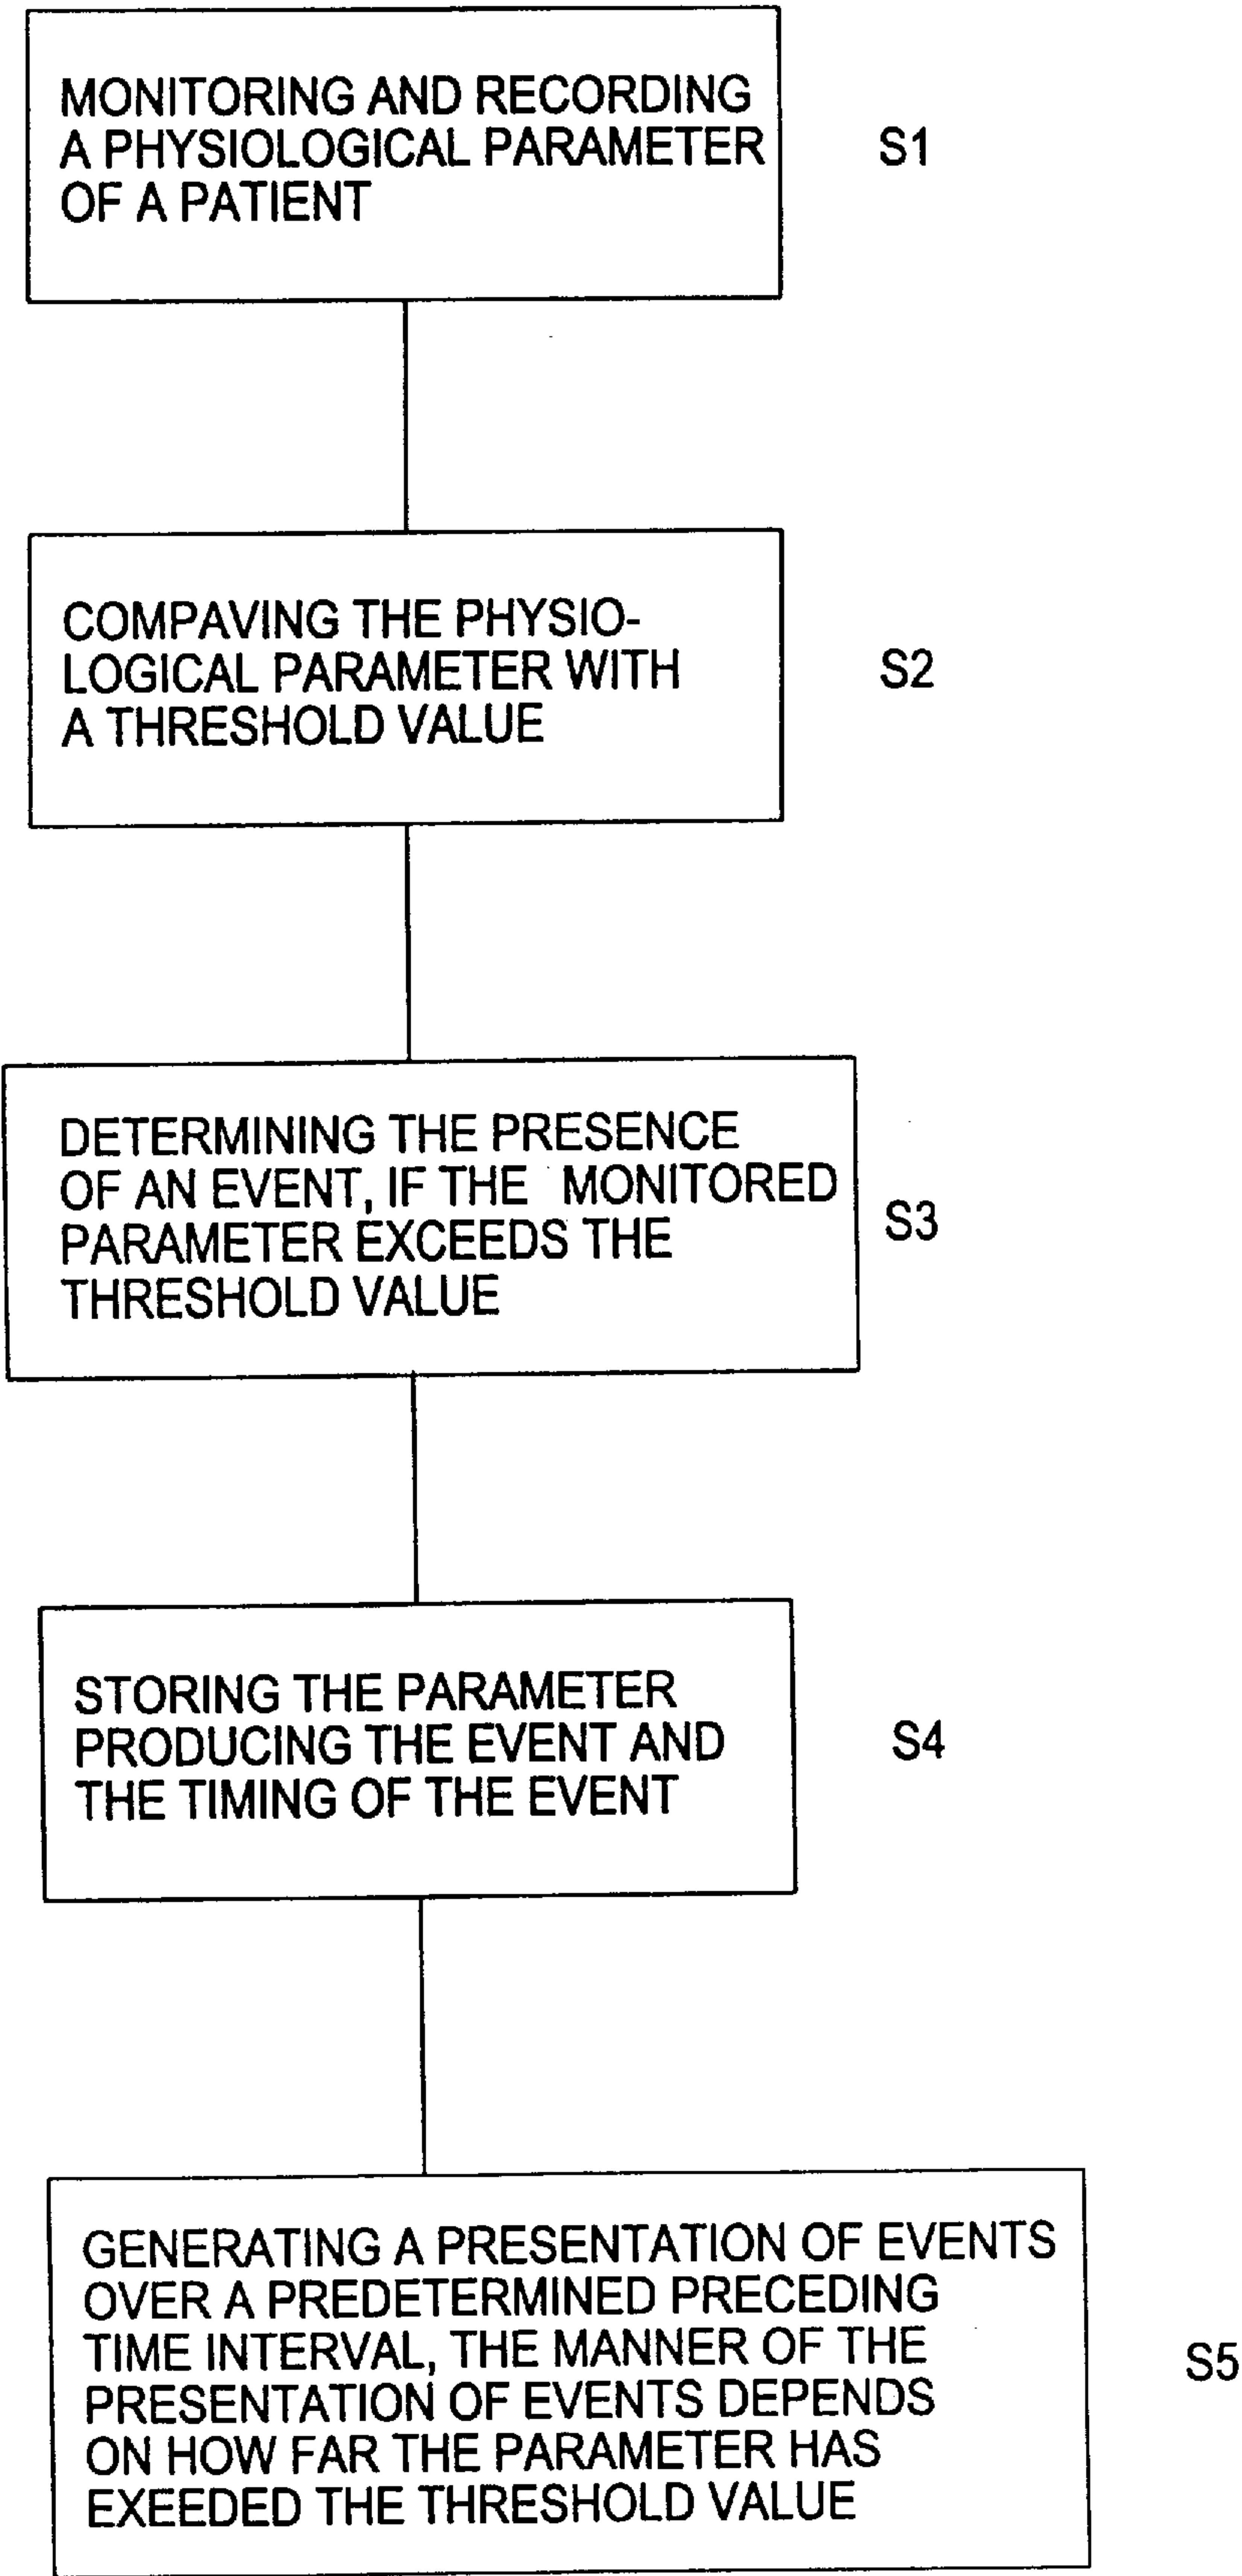 MONITORING AND RECORDING
A PHYSIOLOGICAL PARAMETER
OF A PATIENT
S1
COMPAVING THE PHYSIO-
LOGICAL PARAMETER WITH
A THRESHOLD VALUE
S2
DETERMINING THE PRESENCE
OF AN EVENT, IF THE MONITORED
PARAMETER EXCEEDS THE
THRESHOLD VALUE
S3
STORING THE PARAMETER
PRODUCING THE EVENT AND
THE TIMING OF THE EVENT
S4
GENERATING A PRESENTATION OF EVENTS
OVER A PREDETERMINED PRECEDING
TIME INTERVAL, THE MANNER OF THE
PRESENTATION OF EVENTS DEPENDS
ON HOW FAR THE PARAMETER HAS
EXEEDED THE THRESHOLD VALUE
S5